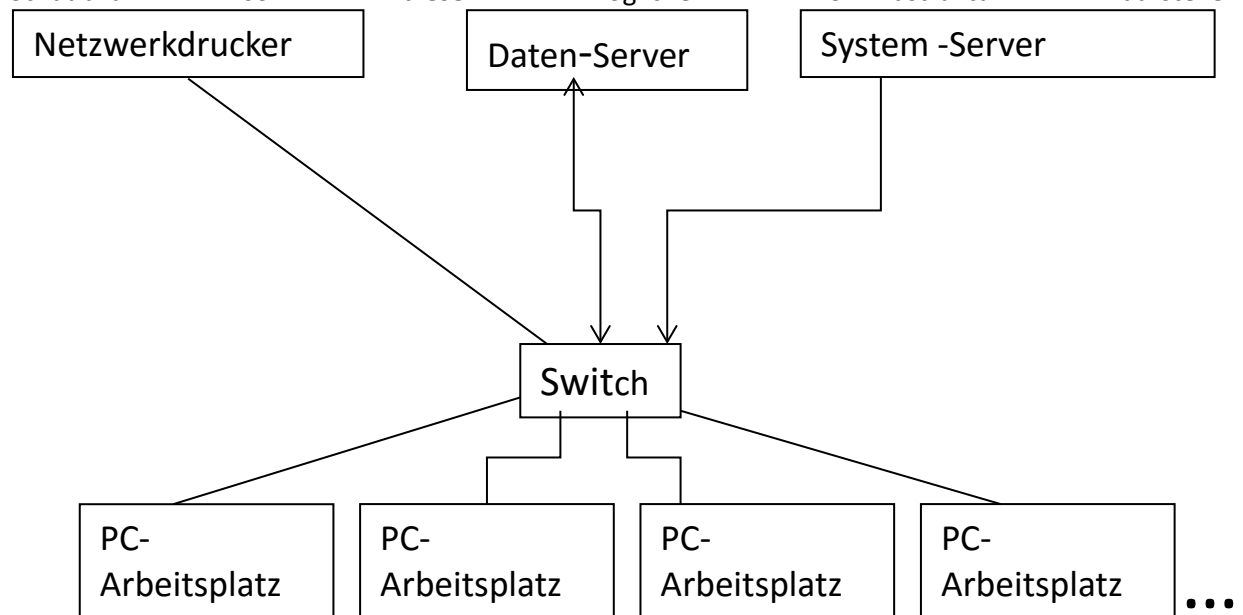 Netzwerkdrucker
Daten-Server
System -Server
Switch
PC-
Arbeitsplatz
PC-
Arbeitsplatz
PC-
Arbeitsplatz
PC-
Arbeitsplatz
...